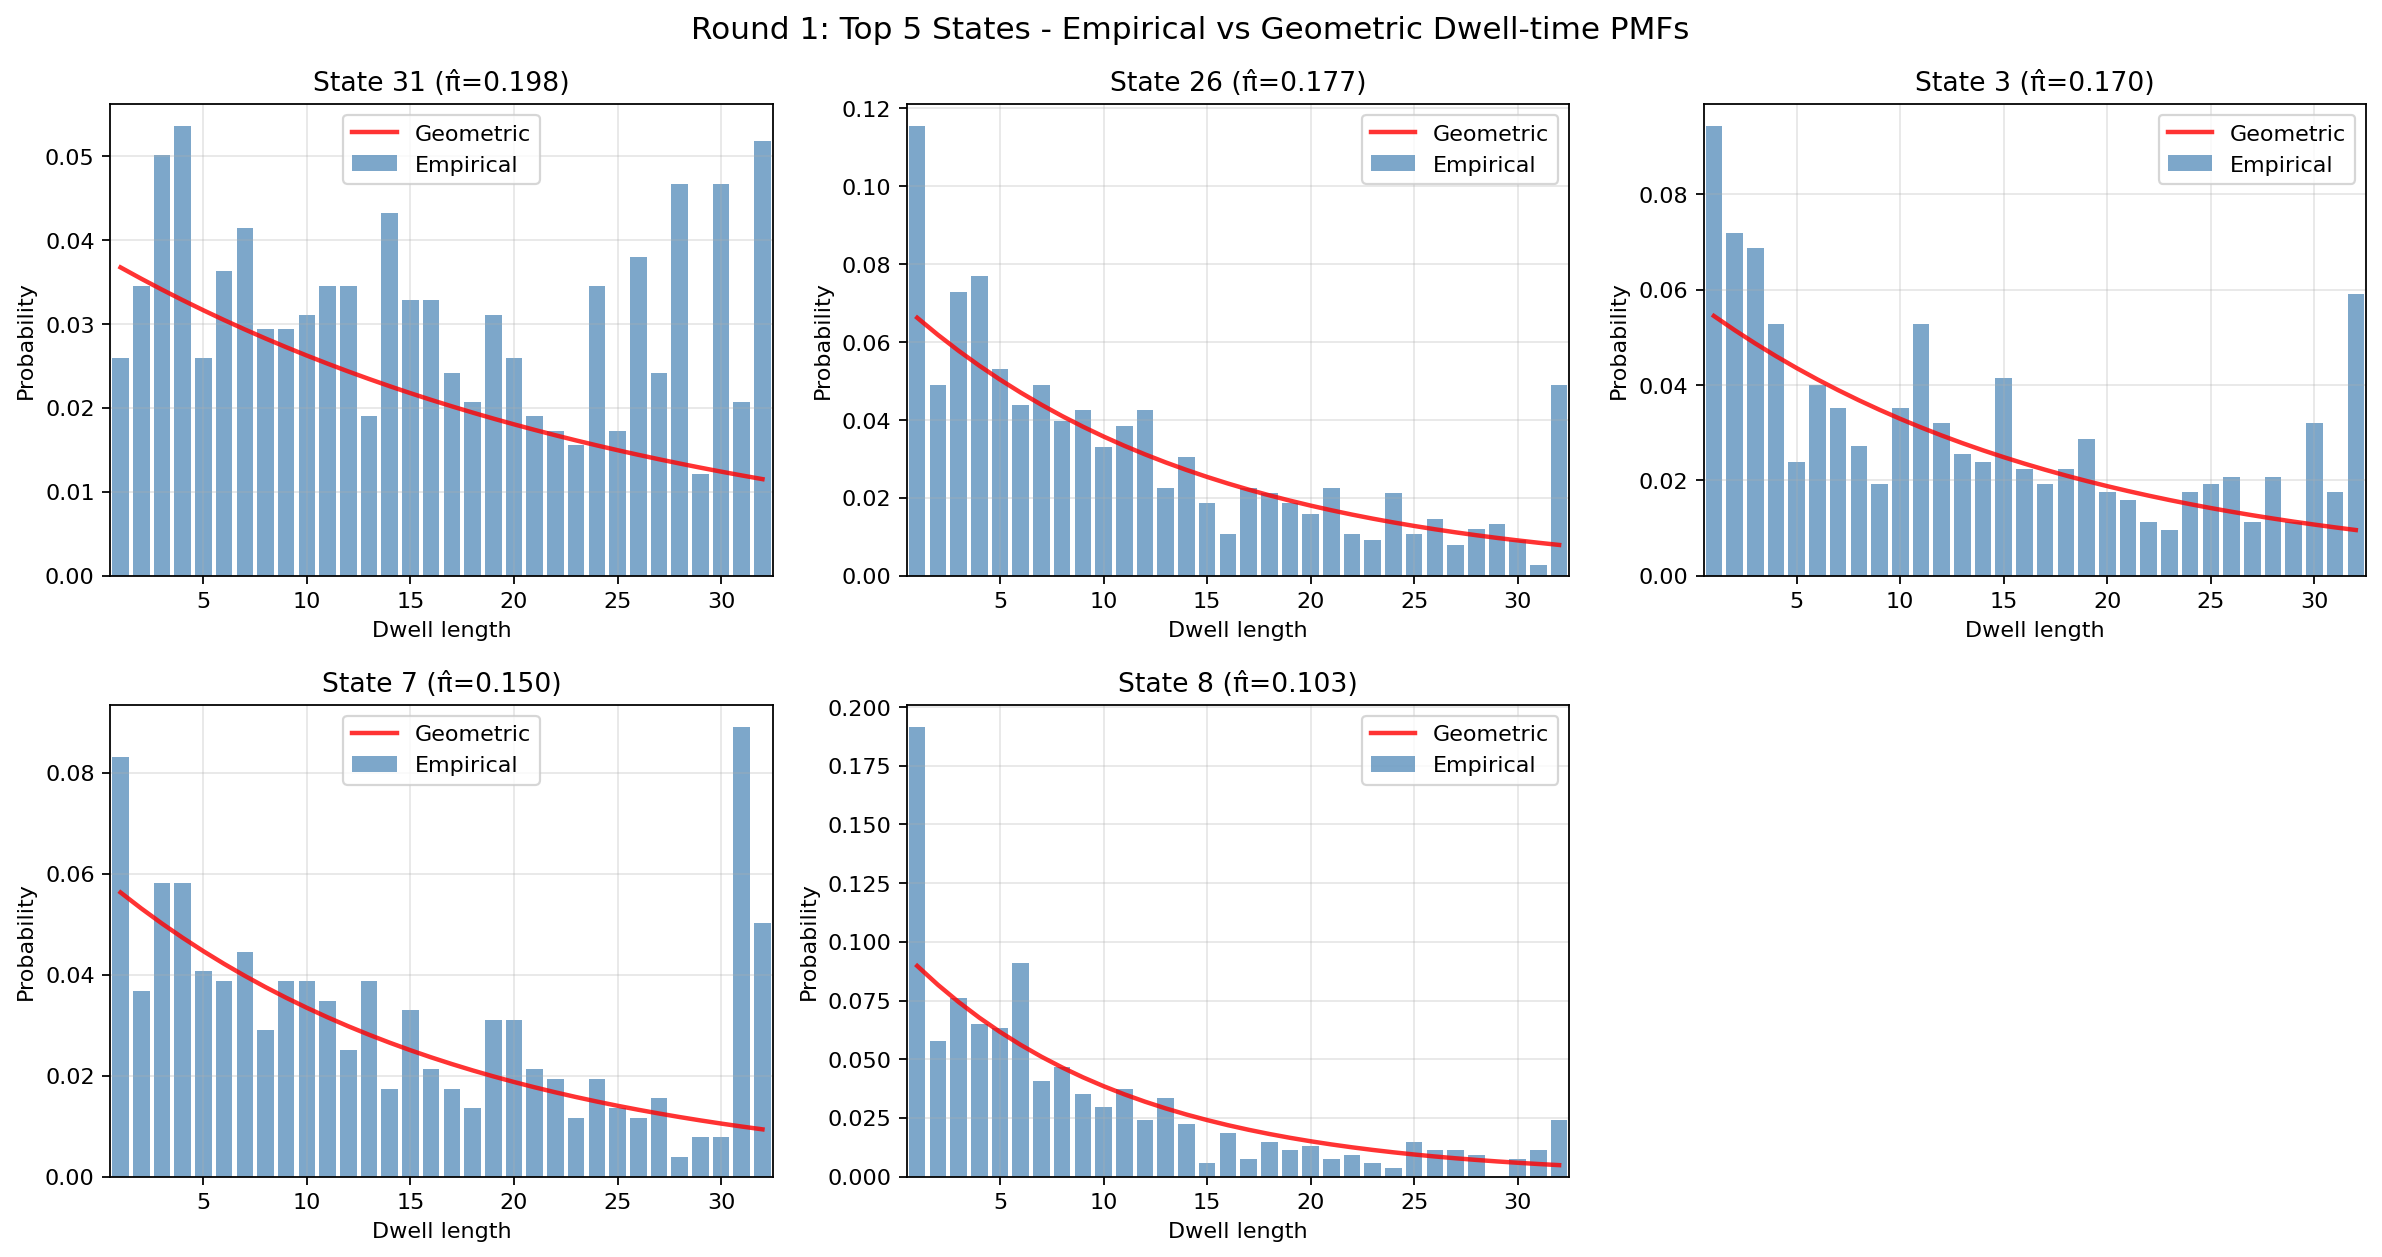 Round 1: Top 5 States - Empirical vs Geometric Dwell-time PMFs
State 31 (π̂=0.198)
Geometric
Empirical
0.05
0.04
0.03
0.02
0.01
0.00
Probability
5 10 15 20 25 30
Dwell length
State 26 (π̂=0.177)
Geometric
Empirical
0.12
0.10
0.08
0.06
0.04
0.02
0.00
Probability
5 10 15 20 25 30
Dwell length
State 3 (π̂=0.170)
Geometric
Empirical
0.08
0.06
0.04
0.02
0.00
Probability
5 10 15 20 25 30
Dwell length
State 7 (π̂=0.150)
Geometric
Empirical
0.08
0.06
0.04
0.02
0.00
Probability
5 10 15 20 25 30
Dwell length
State 8 (π̂=0.103)
Geometric
Empirical
0.200
0.175
0.150
0.125
0.100
0.075
0.050
0.025
0.000
Probability
5 10 15 20 25 30
Dwell length